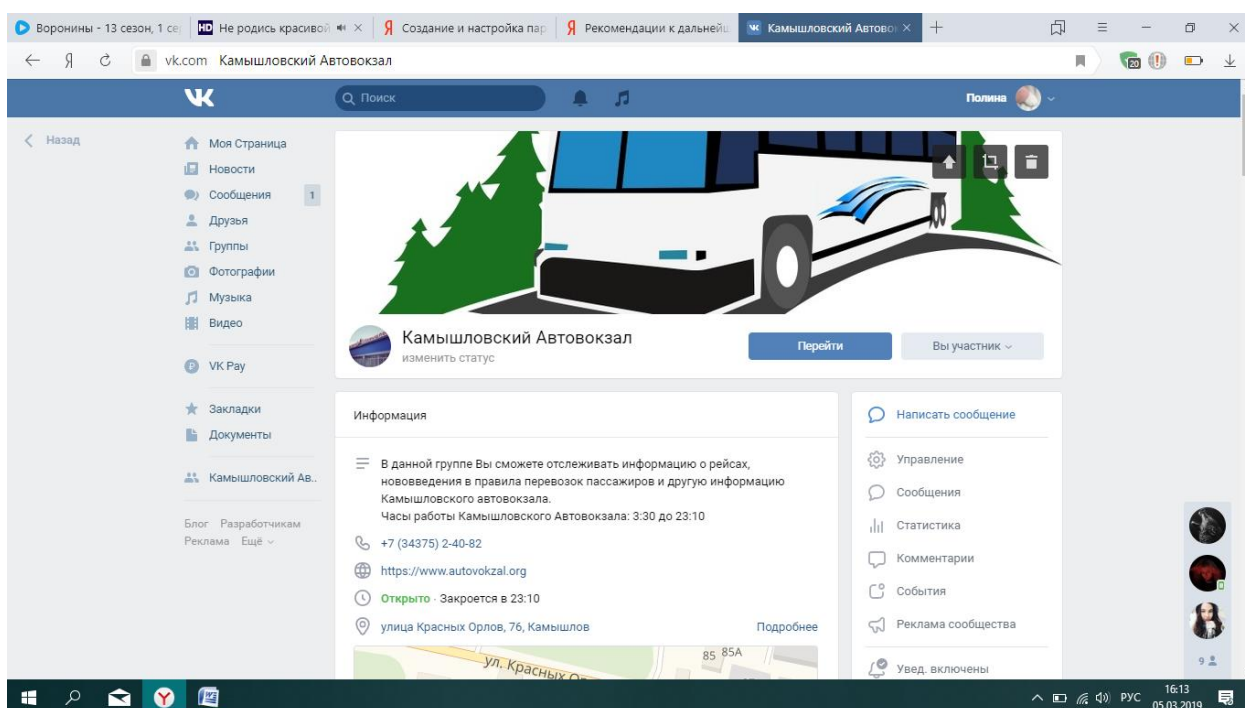 Воронины - 13 сезон, 1 се
HD Не родись красивой
Я Создание и настройка пар
Я Рекомендации к дальнейш
Камышловский Автовок
vk.com Камышловский Автовокзал
20
Поиск
Полина
Назад
Моя Страница
Новости
Сообщения 1
Друзья
Группы
Фотографии
Музыка
Видео
VK Pay
Закладки
Документы
Камышловский Ав..
Блог Разработчикам
Реклама Ещё
Камышловский Автовокзал
изменить статус
Перейти
Вы участник
Информация
В данной группе Вы сможете отслеживать информацию о рейсах,
нововведения в правила перевозок пассажиров и другую информацию
Камышловского автовокзала.
Часы работы Камышловского Автовокзала: 3:30 до 23:10
+7 (34375) 2-40-82
https://www.autovokzal.org
Открыто · Закроется в 23:10
улица Красных Орлов, 76, Камышлов Подробнее
85 85А
ул. Красных
Написать сообщение
Управление
Сообщения
Статистика
Комментарии
События
Реклама сообщества
Увед. включены
9
РУС
16:13
05.03.2019